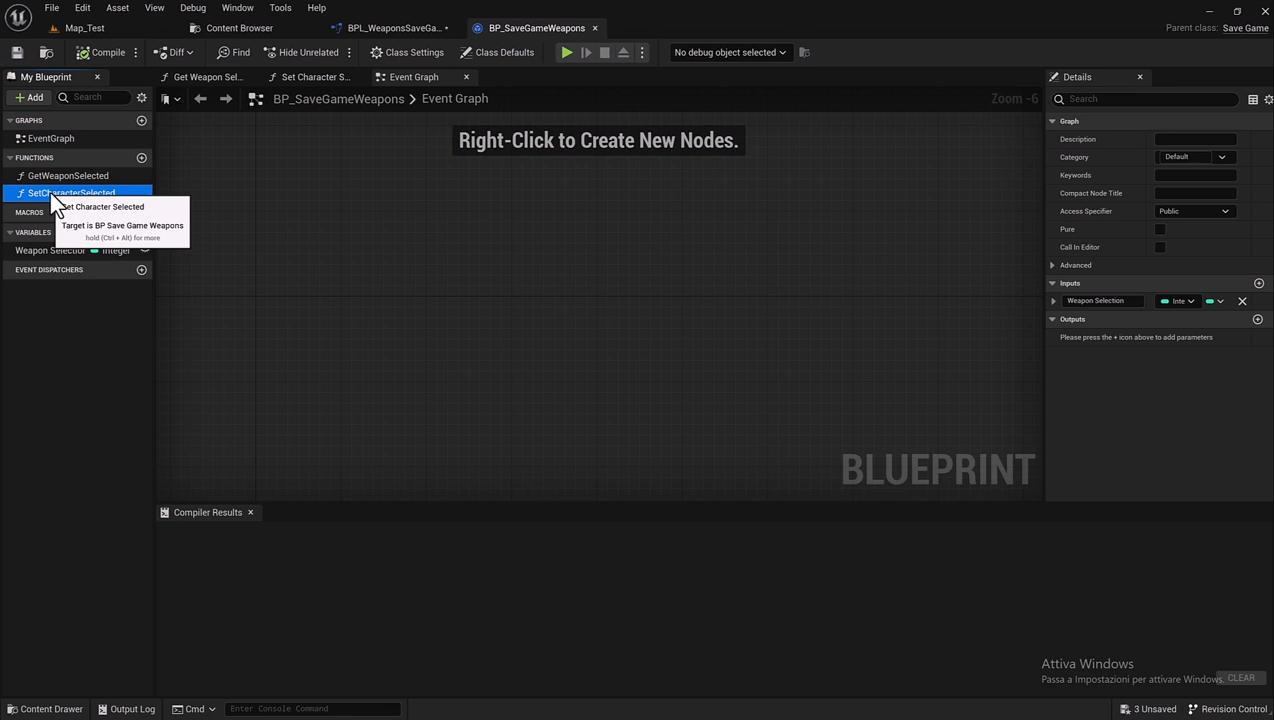 File Edit Asset View Debug Window Tools Help
Map_Test Content Browser BPL_WeaponsSaveGa... • BP_SaveGameWeapons Parent class: Save Game
Compile Diff Find Hide Unrelated Class Settings Class Defaults No debug object selected
My Blueprint Get Weapon Sel... Set Character S... Event Graph Details
Add Search BP_SaveGameWeapons > Event Graph Zoom -6 Search
GRAPHS
EventGraph
FUNCTIONS
GetWeaponSelected
SetCharacterSelected
MACROS
VARIABLES
Weapon Selection Integer
EVENT DISPATCHERS
Set Character Selected
Target is BP Save Game Weapons
hold (Ctrl + Alt) for more
Right-Click to Create New Nodes.
BLUEPRINT
Graph
Description
Category Default
Keywords
Compact Node Title
Access Specifier Public
Pure
Call In Editor
Advanced
Inputs
Weapon Selection Inte
Outputs
Please press the + icon above to add parameters
Compiler Results
Attiva Windows
Passa a Impostazioni per attivare Windows.
CLEAR
Content Drawer Output Log Cmd Enter Console Command 3 Unsaved Revision Control